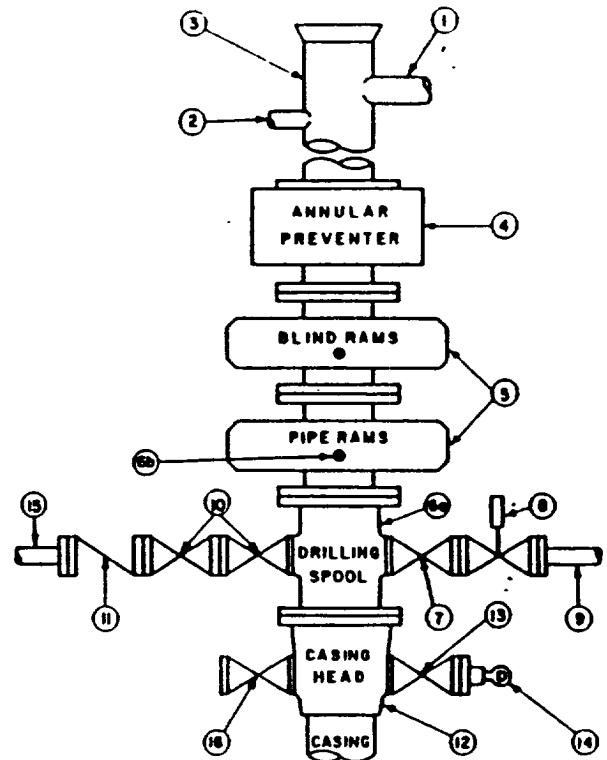 3
1
2
ANNULAR
PREVENTER
4
BLIND RAMS
5
PIPE RAMS
6b
6a
15
10
8
DRILLING
SPOOL
11
7
9
13
CASING
HEAD
16
12
14
CASING